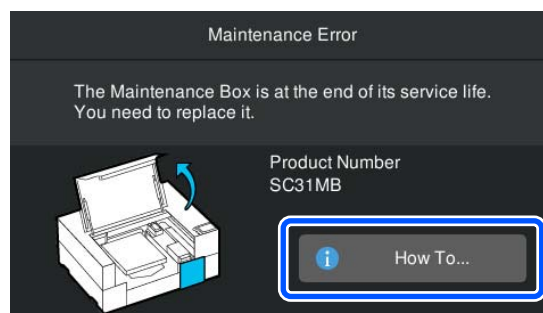 Maintenance Error
The Maintenance Box is at the end of its service life.
You need to replace it.
Product Number
SC31MB
How To...